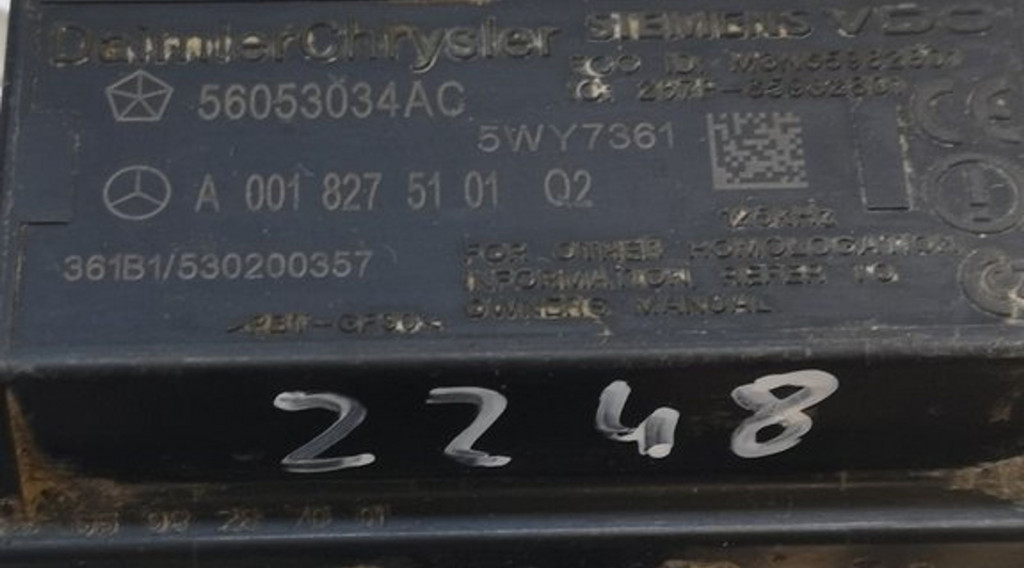 DaimlerChrysler SIEMENS VDO
56053034AC
5WY7361
A 001 827 51 01 Q2
125kHz
361B1/530200357
FOR OTHER HOMOLOGATION
INFORMATION REFER TO
OWNERS MANUAL
2248